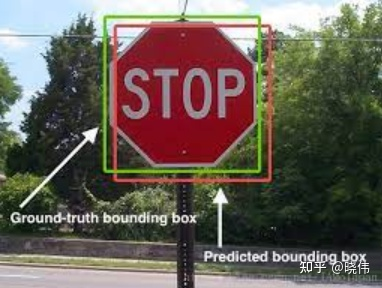 STOP
Ground-truth bounding box
Predicted bounding box
知乎 @晓伟